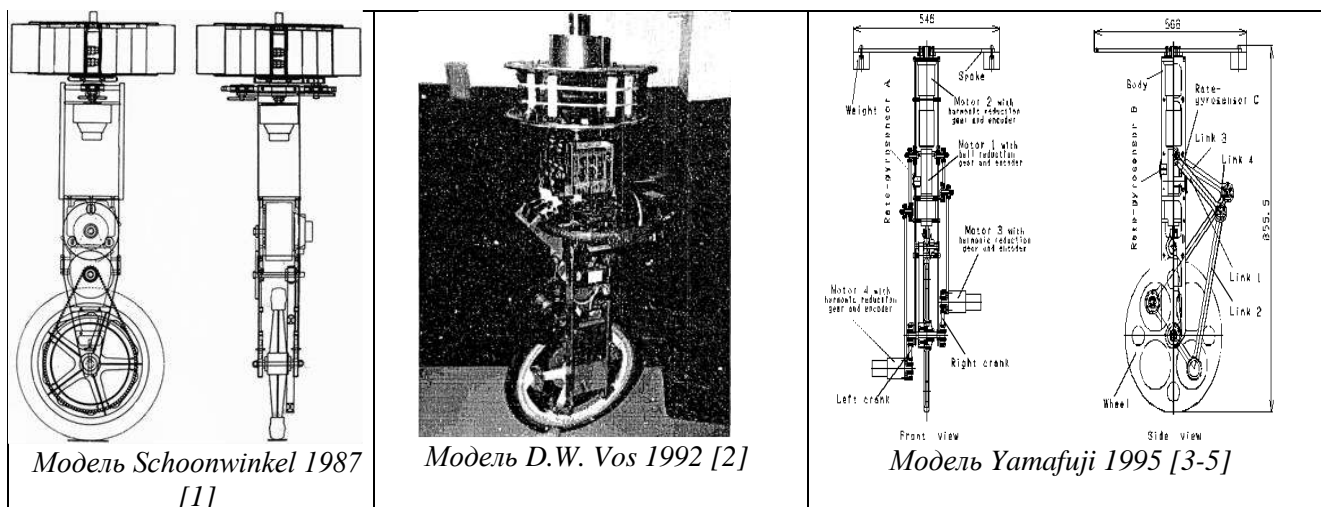 Модель Schoonwinkel 1987
[1]
Модель D.W. Vos 1992 [2]
546
Spoke
Weight
Rate-gyrosensor A
Motor 2 with
harmonic reduction
gear and encoder
Motor 1 with
ball reduction
gear and encoder
Motor 3 with
harmonic reduction
gear and encoder
Motor 4 with
harmonic reduction
gear and encoder
Right crank
Left crank
Front view
Body
Rate-
gyrosensor C
Rate-gyrosensor B
Link 3
Link 4
Link 1
Link 2
Wheel
Side view
Модель Yamafuji 1995 [3-5]